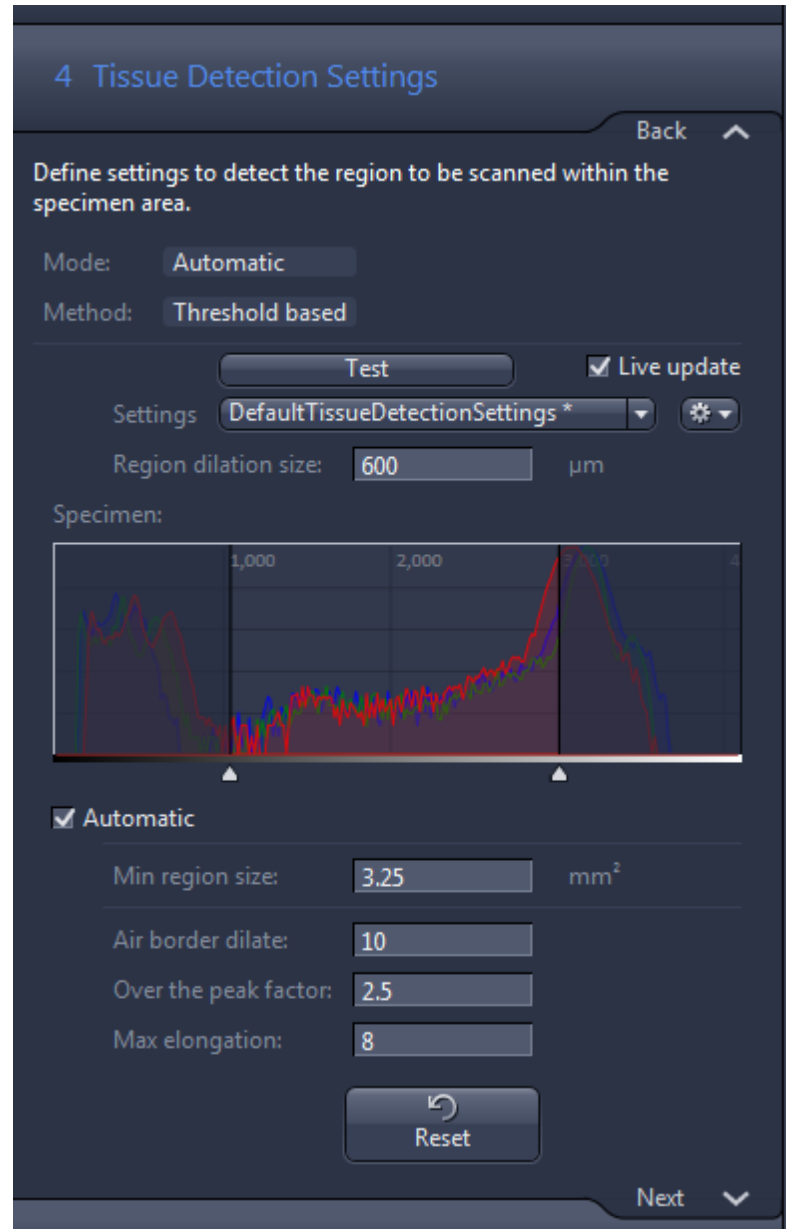 4 Tissue Detection Settings
Back
Define settings to detect the region to be scanned within the
specimen area.
Mode: Automatic
Method: Threshold based
Test Live update
Settings DefaultTissueDetectionSettings *
Region dilation size: 600 µm
Specimen:
1,000 2,000 3,000 4
Automatic
Min region size: 3.25 mm²
Air border dilate: 10
Over the peak factor: 2.5
Max elongation: 8
Reset
Next